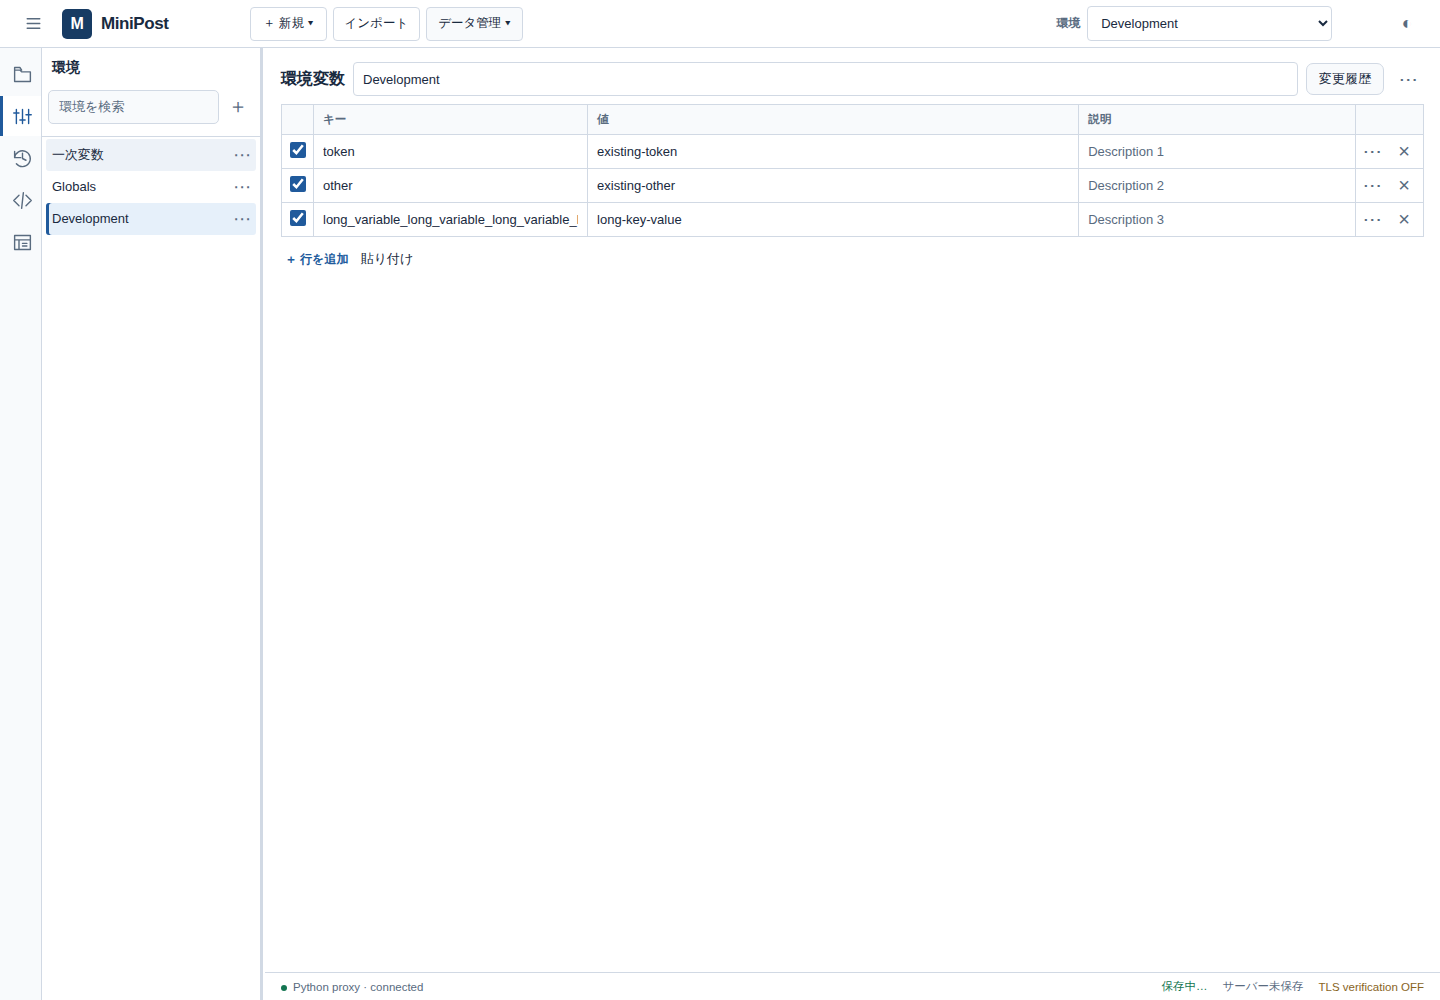 M MiniPost ＋ 新規 ▾ インポート データ管理 ▾ 環境 Development
環境
環境を検索 ＋
一次変数 ···
Globals ···
Development ···
環境変数 Development 変更履歴 ···
キー 値 説明
token existing-token Description 1 ··· ×
other existing-other Description 2 ··· ×
long_variable_long_variable_long_variable_ long-key-value Description 3 ··· ×
+ 行を追加 貼り付け
Python proxy · connected 保存中… サーバー未保存 TLS verification OFF